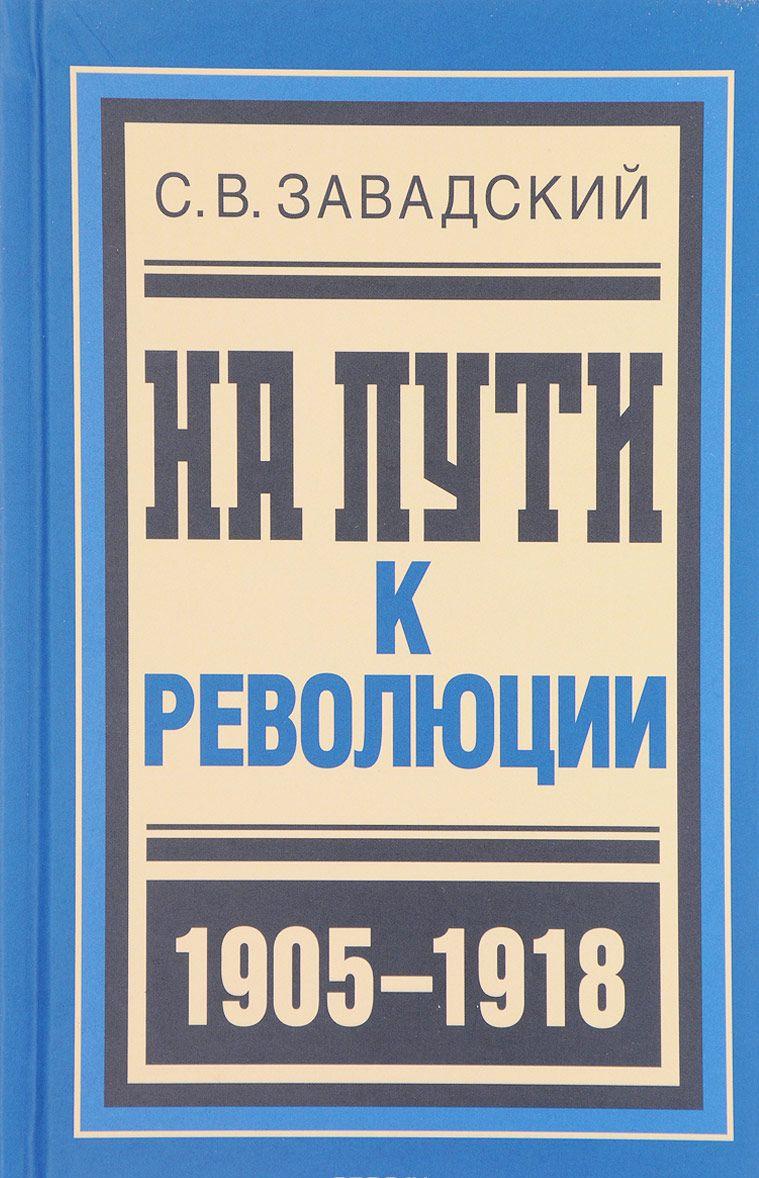 С. В. ЗАВАДСКИЙ
НА ПУТИ
К
РЕВОЛЮЦИИ
1905–1918